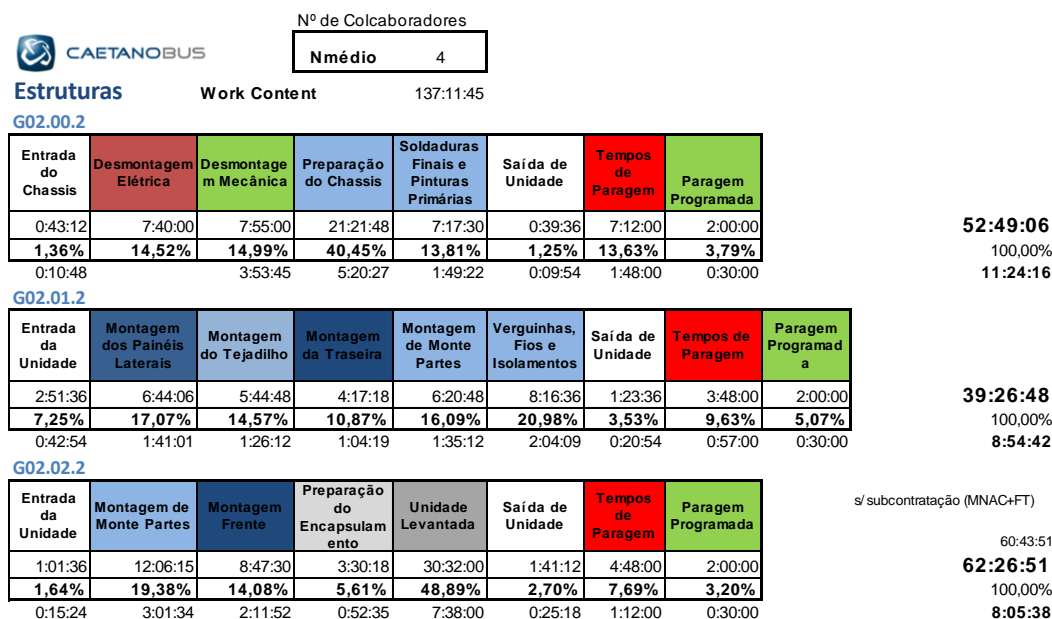 Nº de Colcaboradores
CAETANOBUS
Nmédio 4
Estruturas Work Content 137:11:45
G02.00.2
Entrada do Chassis Desmontagem Elétrica Desmontage m Mecânica Preparação do Chassis Soldaduras Finais e Pinturas Primárias Saída de Unidade Tempos de Paragem Paragem Programada
0:43:12 7:40:00 7:55:00 21:21:48 7:17:30 0:39:36 7:12:00 2:00:00 52:49:06
1,36% 14,52% 14,99% 40,45% 13,81% 1,25% 13,63% 3,79% 100,00%
0:10:48 3:53:45 5:20:27 1:49:22 0:09:54 1:48:00 0:30:00 11:24:16
G02.01.2
Entrada da Unidade Montagem dos Painéis Laterais Montagem do Tejadilho Montagem da Traseira Montagem de Monte Partes Verguinhas, Fios e Isolamentos Saída de Unidade Tempos de Paragem Paragem Programad a
2:51:36 6:44:06 5:44:48 4:17:18 6:20:48 8:16:36 1:23:36 3:48:00 2:00:00 39:26:48
7,25% 17,07% 14,57% 10,87% 16,09% 20,98% 3,53% 9,63% 5,07% 100,00%
0:42:54 1:41:01 1:26:12 1:04:19 1:35:12 2:04:09 0:20:54 0:57:00 0:30:00 8:54:42
G02.02.2
Entrada da Unidade Montagem de Monte Partes Montagem Frente Preparação do Encapsulam ento Unidade Levantada Saída de Unidade Tempos de Paragem Paragem Programada s/ subcontratação (MNAC+FT)
60:43:51
1:01:36 12:06:15 8:47:30 3:30:18 30:32:00 1:41:12 4:48:00 2:00:00 62:26:51
1,64% 19,38% 14,08% 5,61% 48,89% 2,70% 7,69% 3,20% 100,00%
0:15:24 3:01:34 2:11:52 0:52:35 7:38:00 0:25:18 1:12:00 0:30:00 8:05:38